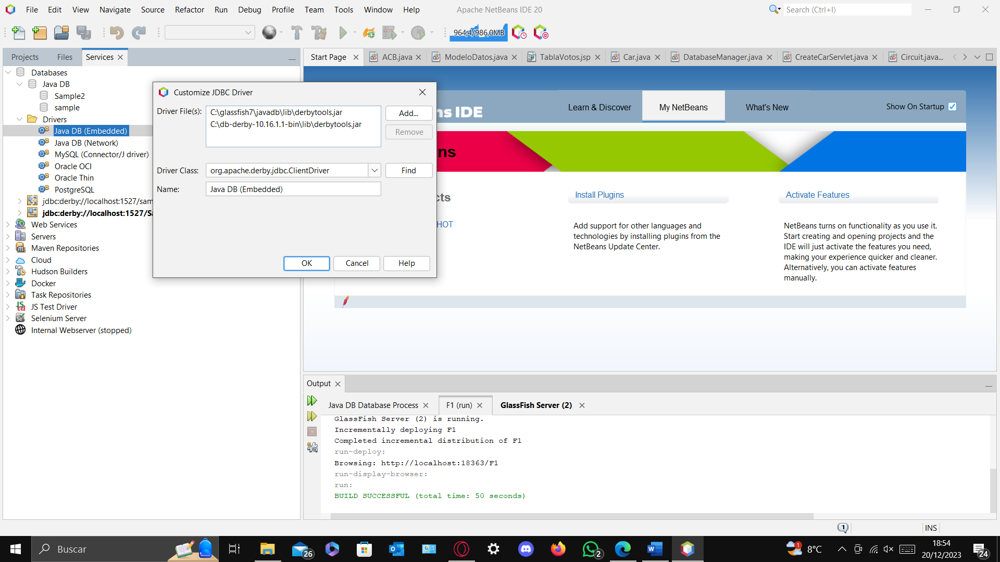 File Edit View Navigate Source Refactor Run Debug Profile Team Tools Window Help
Apache NetBeans IDE 20
Search (Ctrl+I)
964,4/986,0MB
Projects Files Services
Start Page ACB.java ModeloDatos.java TablaVotos.jsp Car.java DatabaseManager.java CreateCarServlet.java Circuit.java...
Databases
Java DB
Sample2
sample
Drivers
Java DB (Embedded)
Java DB (Network)
MySQL (Connector/J driver)
Oracle OCI
Oracle Thin
PostgreSQL
jdbc:derby://localhost:1527/sam
jdbc:derby://localhost:1527/Sa
Web Services
Servers
Maven Repositories
Cloud
Hudson Builders
Docker
Task Repositories
JS Test Driver
Selenium Server
Internal Webserver (stopped)
Customize JDBC Driver
Driver File(s):
C:\glassfish7\javadb\lib\derbytools.jar
C:\db-derby-10.16.1.1-bin\lib\derbytools.jar
Add...
Remove
Driver Class:
org.apache.derby.jdbc.ClientDriver
Find
Name:
Java DB (Embedded)
OK Cancel Help
ns IDE
Learn & Discover My NetBeans What's New
Show On Startup
ns
cts
HOT
Install Plugins
Add support for other languages and
technologies by installing plugins from the
NetBeans Update Center.
Activate Features
NetBeans turns on functionality as you use it.
Start creating and opening projects and the
IDE will just activate the features you need,
making your experience quicker and cleaner.
Alternatively, you can activate features
manually.
Output
Java DB Database Process F1 (run) GlassFish Server (2)
GlassFish Server (2) is running.
Incrementally deploying F1
Completed incremental distribution of F1
run-deploy:
Browsing: http://localhost:18363/F1
run-display-browser:
run:
BUILD SUCCESSFUL (total time: 50 seconds)
1
INS
Buscar
26
2
1
8°C
18:54
20/12/2023
24